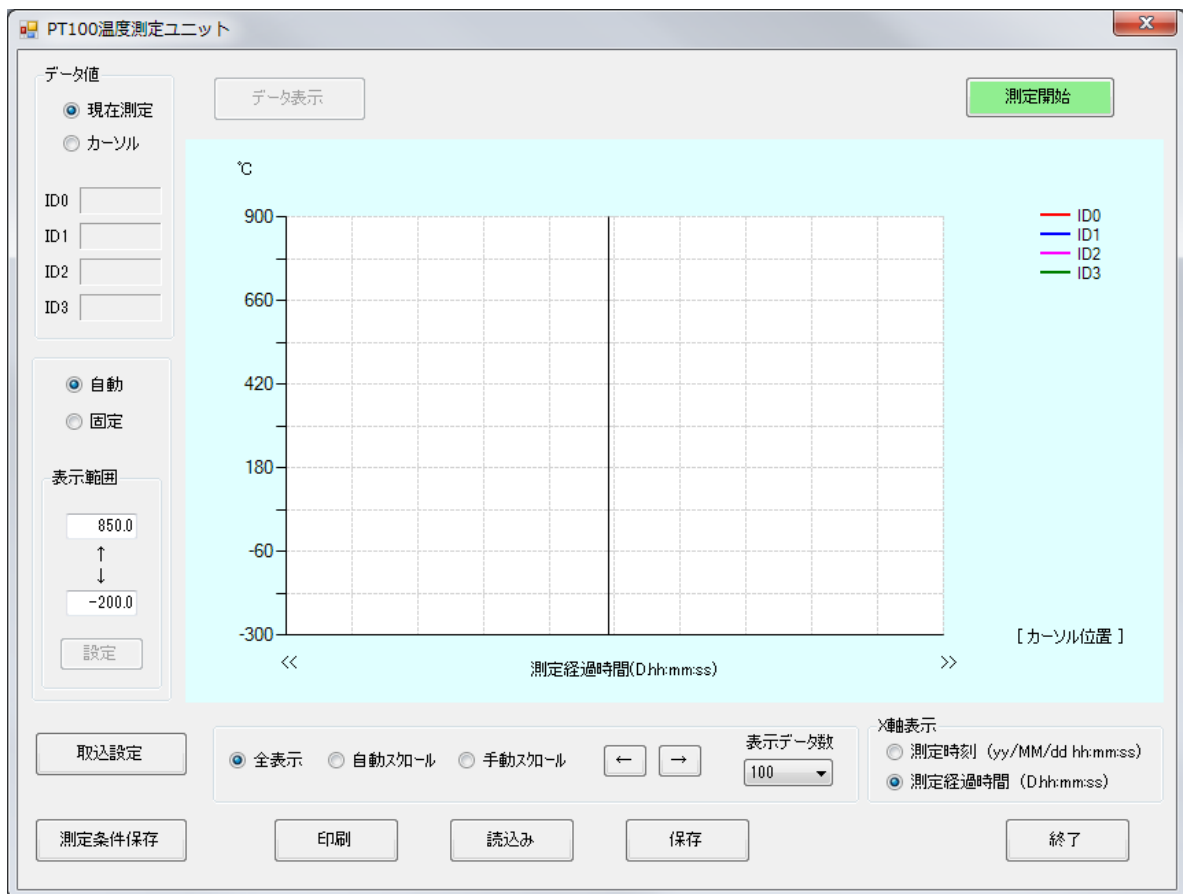 PT100温度測定ユニット
データ値
現在測定
カーソル
ID0
ID1
ID2
ID3
自動
固定
表示範囲
850.0
↑
↓
-200.0
設定
データ表示
測定開始
℃
900
660
420
180
-60
-300
ID0
ID1
ID2
ID3
[ カーソル位置 ]
<<
測定経過時間(D.hh:mm:ss)
>>
取込設定
全表示
自動スクロール
手動スクロール
←
→
表示データ数
100
X軸表示
測定時刻 (yy/MM/dd hh:mm:ss)
測定経過時間 (D.hh:mm:ss)
測定条件保存
印刷
読込み
保存
終了